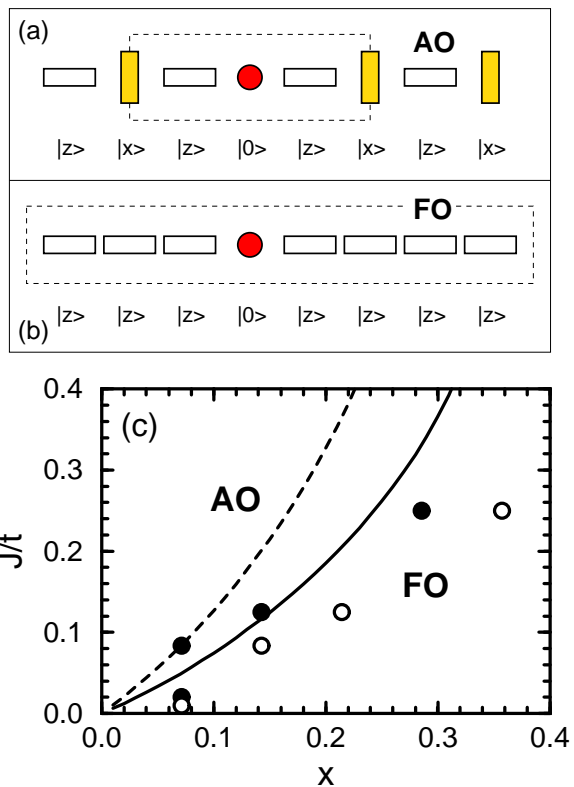 (a)
AO
|z> |x> |z> |0> |z> |x> |z> |x>
FO
(b) |z> |z> |z> |0> |z> |z> |z> |z>
0.4
(c)
0.3
AO
J/t
0.2
FO
0.1
0.0
0.0 0.1 0.2 0.3 0.4
x